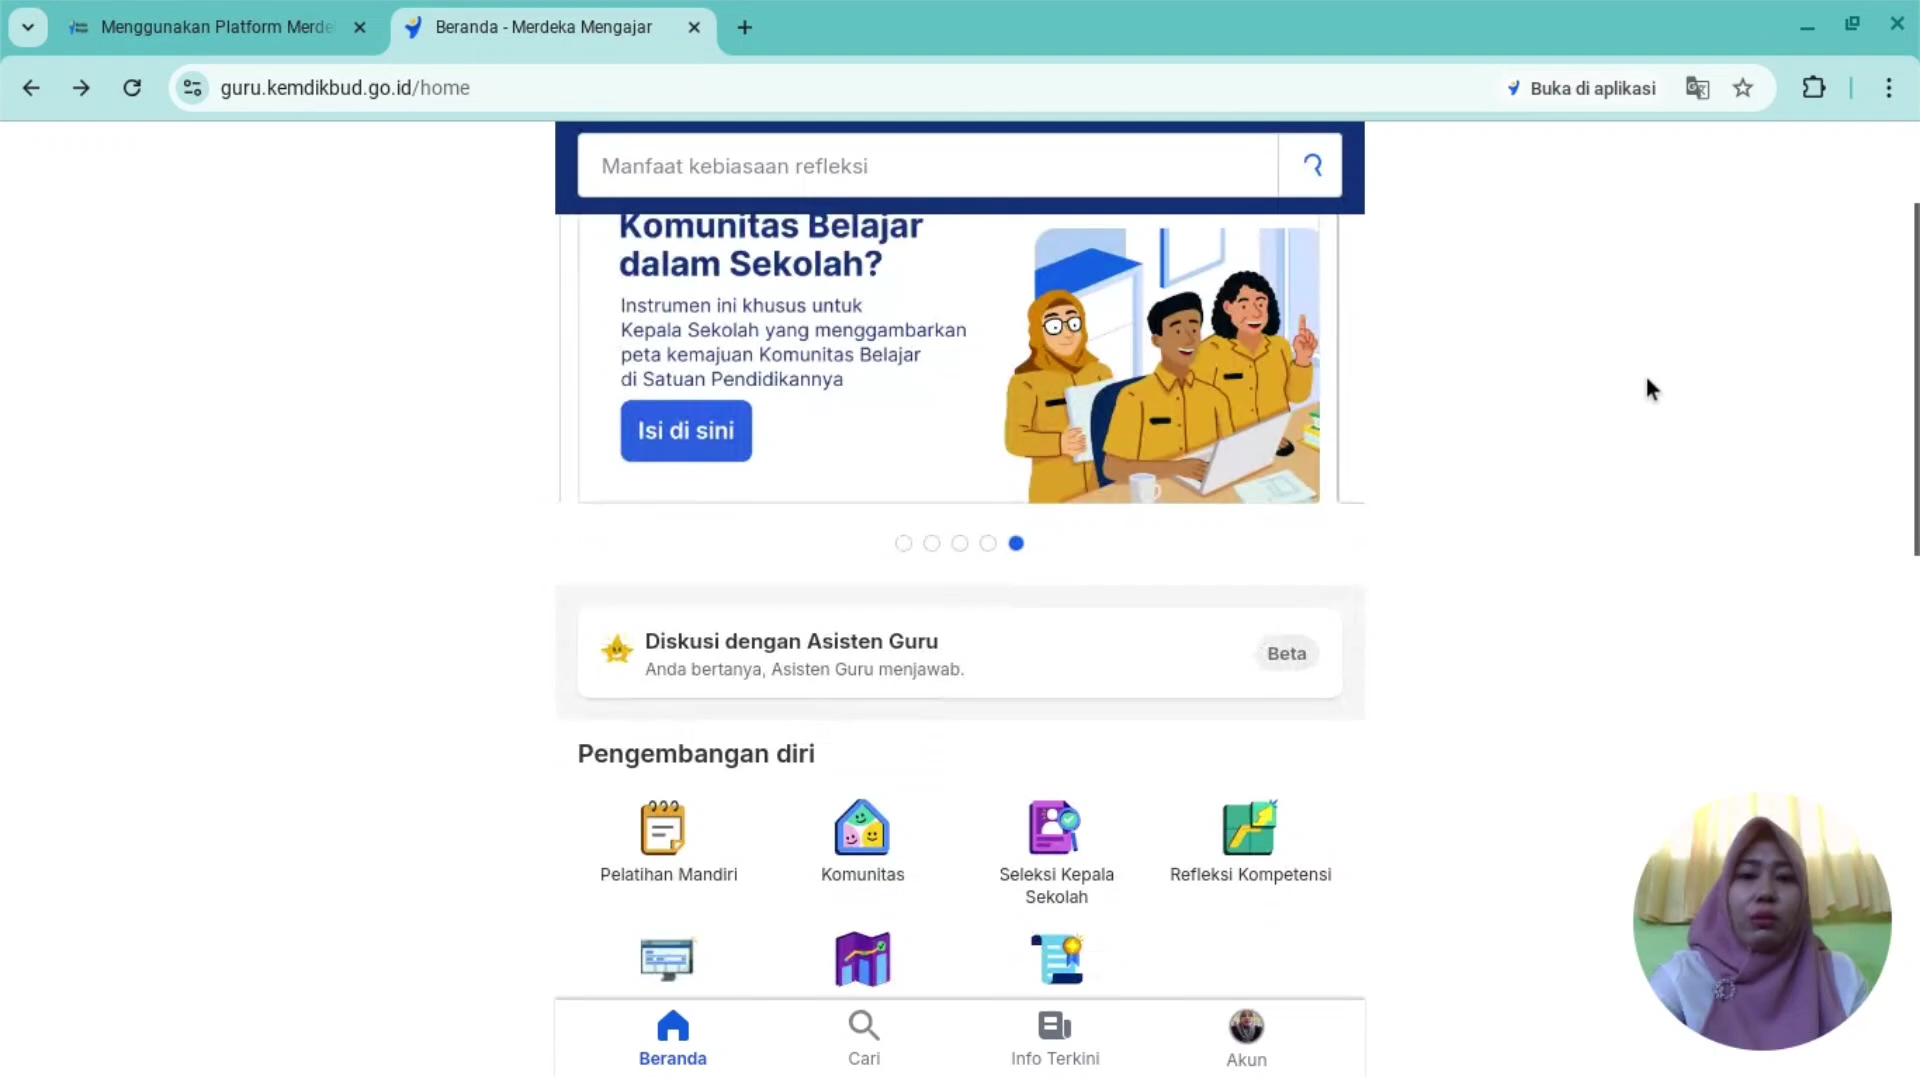 Menggunakan Platform Merde
Beranda - Merdeka Mengajar
guru.kemdikbud.go.id/home
Buka di aplikasi
Manfaat kebiasaan refleksi
Komunitas Belajar
dalam Sekolah?
Instrumen ini khusus untuk
Kepala Sekolah yang menggambarkan
peta kemajuan Komunitas Belajar
di Satuan Pendidikannya
Isi di sini
Diskusi dengan Asisten Guru
Anda bertanya, Asisten Guru menjawab.
Beta
Pengembangan diri
Pelatihan Mandiri
Komunitas
Seleksi Kepala
Sekolah
Refleksi Kompetensi
Beranda
Cari
Info Terkini
Akun